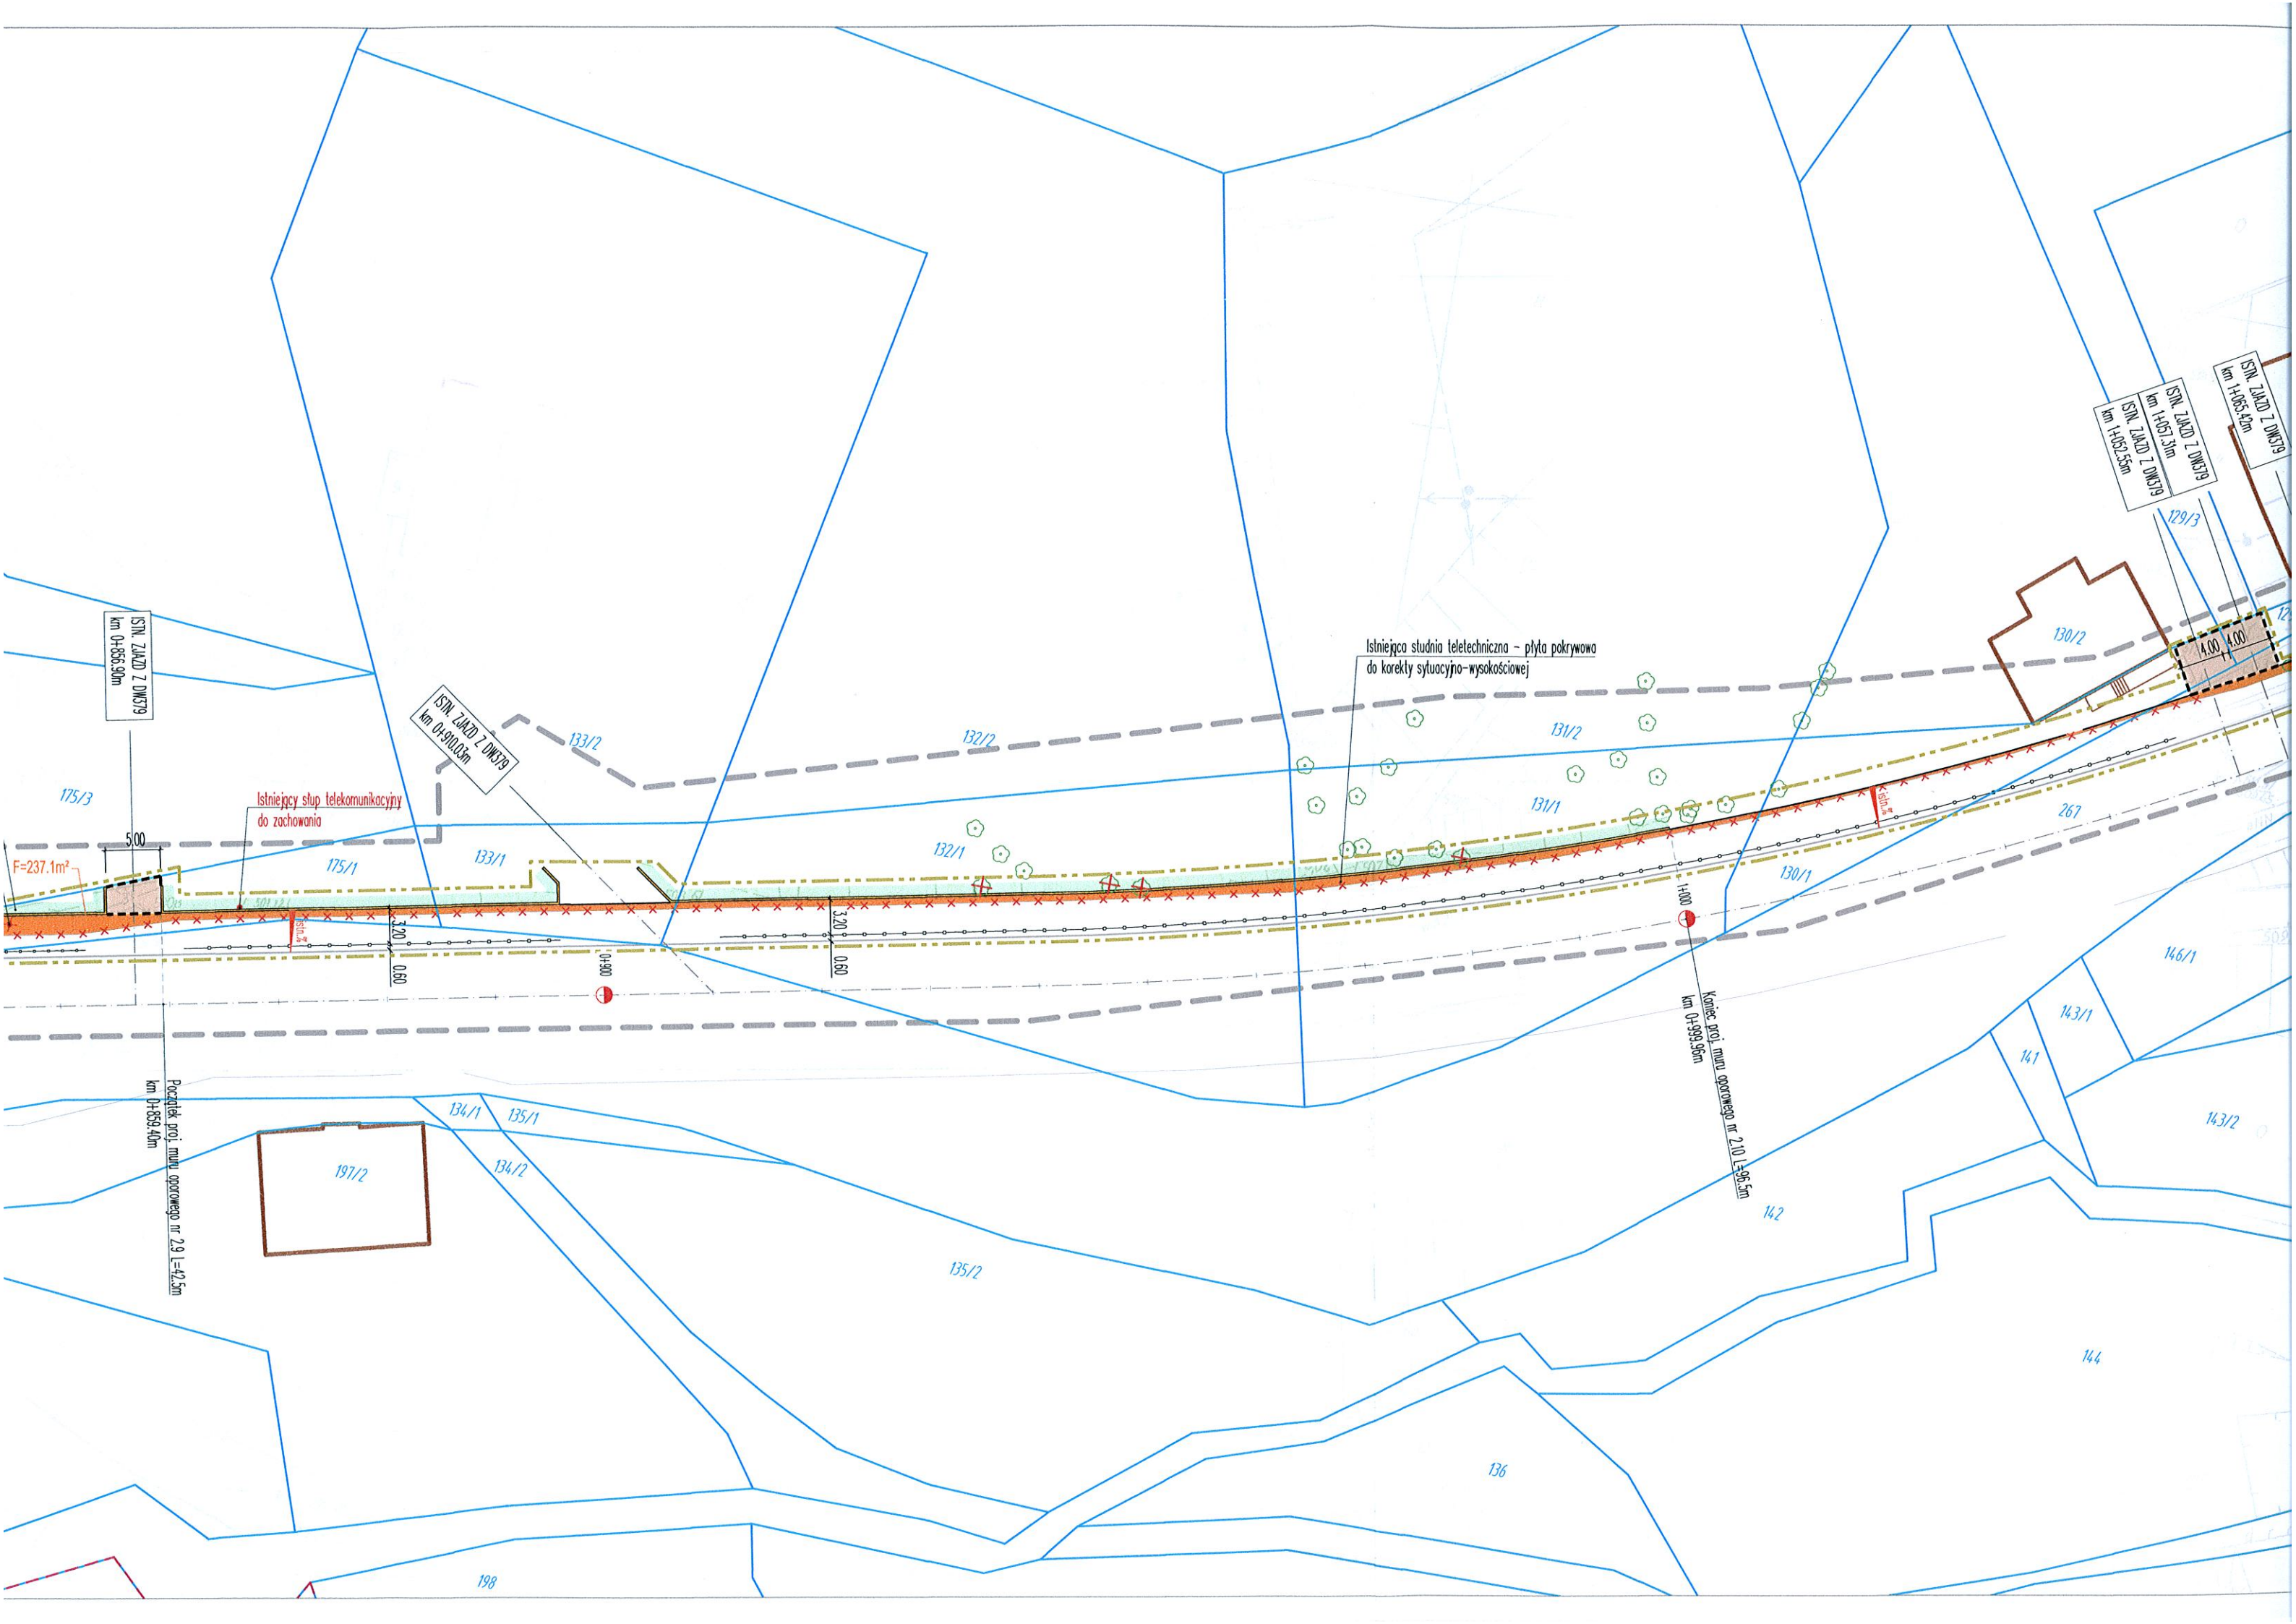 ISTN. ZJAZD Z DW379
km 1+065.42m
ISTN. ZJAZD Z DW379
km 1+057.31m
ISTN. ZJAZD Z DW379
km 1+052.55m
129/3
130/2
4.00
4.00
ISTN. ZJAZD Z DW379
km 0+856.90m
Istniejąca studnia teletechniczna - płyta pokrywowa
do korekty sytuacyjno-wysokościowej
ISTN. ZJAZD Z DW379
km 0+910.03m
133/2
132/2
131/2
175/3
Istniejący słup telekomunikacyjny
do zachowania
5.00
F=237.1m²
175/1
133/1
132/1
131/1
130/1
267
istn.
istn.
3.20
0.60
3.20
0.60
0+900
1+000
Koniec proj. muru oporowego nr 2.10 L=96.5m
km 0+999.96m
Początek proj. muru oporowego nr 2.9 L=42.5m
km 0+859.40m
146/1
143/1
141
143/2
134/1
135/1
134/2
197/2
135/2
142
144
136
198